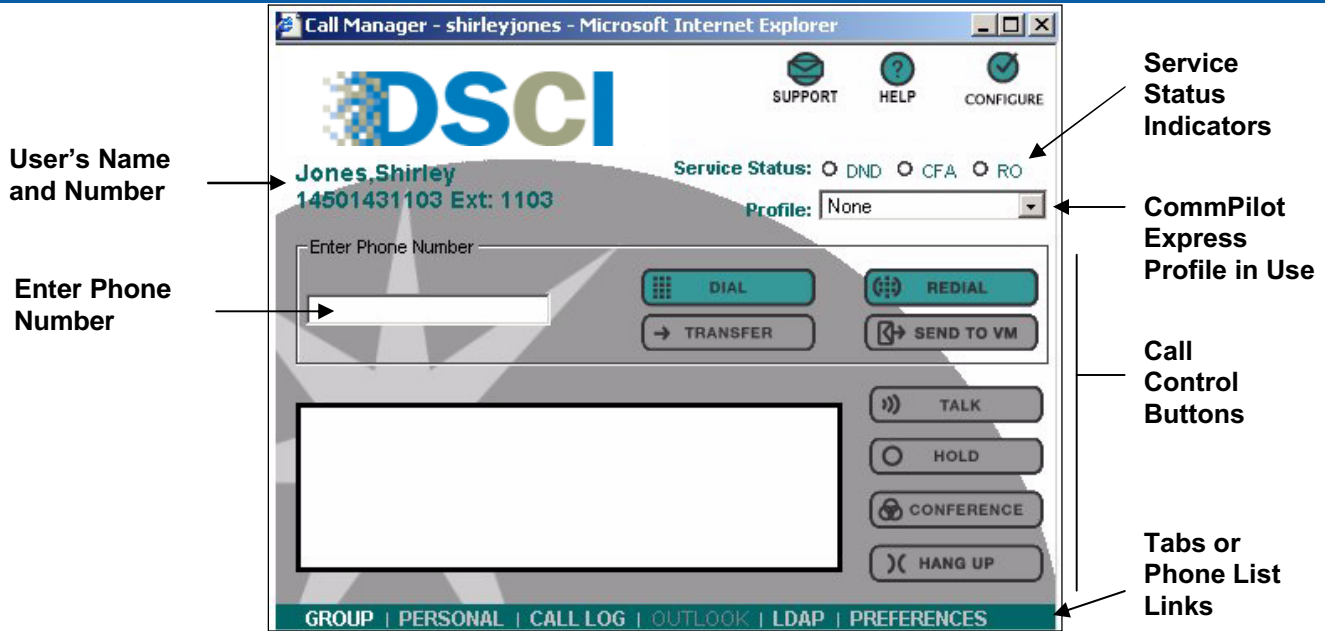 Call Manager - shirleyjones - Microsoft Internet Explorer
DSCI
SUPPORT
HELP
CONFIGURE
Service
Status
Indicators
User's Name
and Number
Jones,Shirley
14501431103 Ext: 1103
Service Status: DND CFA RO
Profile: None
CommPilot
Express
Profile in Use
Enter Phone Number
Enter Phone
Number
DIAL
REDIAL
TRANSFER
SEND TO VM
Call
Control
Buttons
TALK
HOLD
CONFERENCE
HANG UP
Tabs or
Phone List
Links
GROUP | PERSONAL | CALL LOG | OUTLOOK | LDAP | PREFERENCES